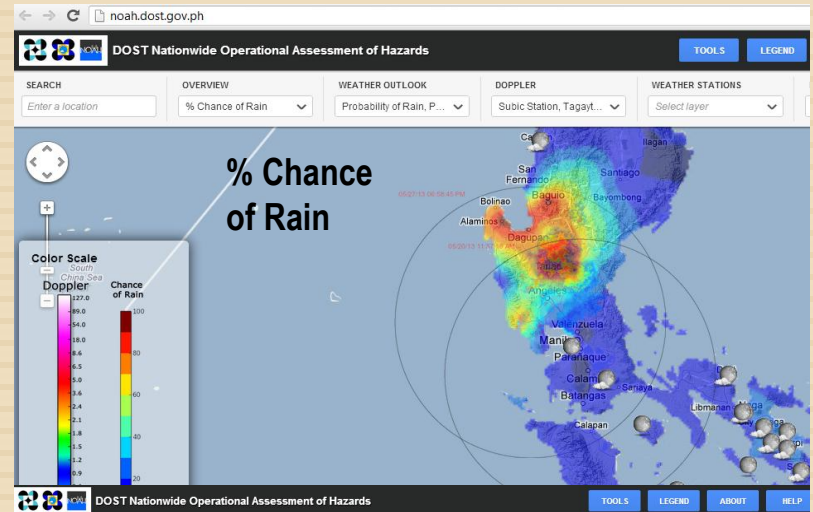 noah.dost.gov.ph
DOST Nationwide Operational Assessment of Hazards
TOOLS
LEGEND
SEARCH
OVERVIEW
WEATHER OUTLOOK
DOPPLER
WEATHER STATIONS
Enter a location
% Chance of Rain
Probability of Rain, P...
Subic Station, Tagayt...
Select layer
% Chance
of Rain
Ilagan
San
Fernando
Santiago
Baguio
Bayombong
Bolinao
Alaminos
Dagupan
Tarlac
Angeles
Valenzuela
Manila
Parañaque
Calam
Batangas
Sariaya
Calapan
Libmanan
Naga
Color Scale
South
China Sea
Doppler
Chance
of Rain
127.0
89.0
54.0
18.0
8.6
6.5
5.0
3.6
2.4
2.1
1.8
1.5
1.2
0.9
100
80
60
40
20
DOST Nationwide Operational Assessment of Hazards
TOOLS
LEGEND
ABOUT
HELP